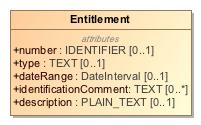 Entitlement
attributes
+number : IDENTIFIER [0..1]
+type : TEXT [0..1]
+dateRange : DateInterval [0..1]
+identificationComment: TEXT [0..*]
+description : PLAIN_TEXT [0..1]